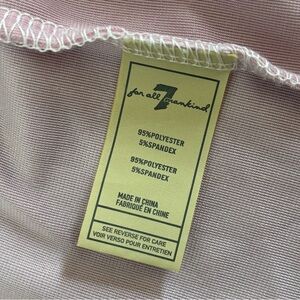 7
for all mankind
95%POLYESTER
5%SPANDEX
95%POLYESTER
5%SPANDEX
MADE IN CHINA
FABRIQUÉ EN CHINE
SEE REVERSE FOR CARE
VOIR VERSO POUR ENTRETIEN